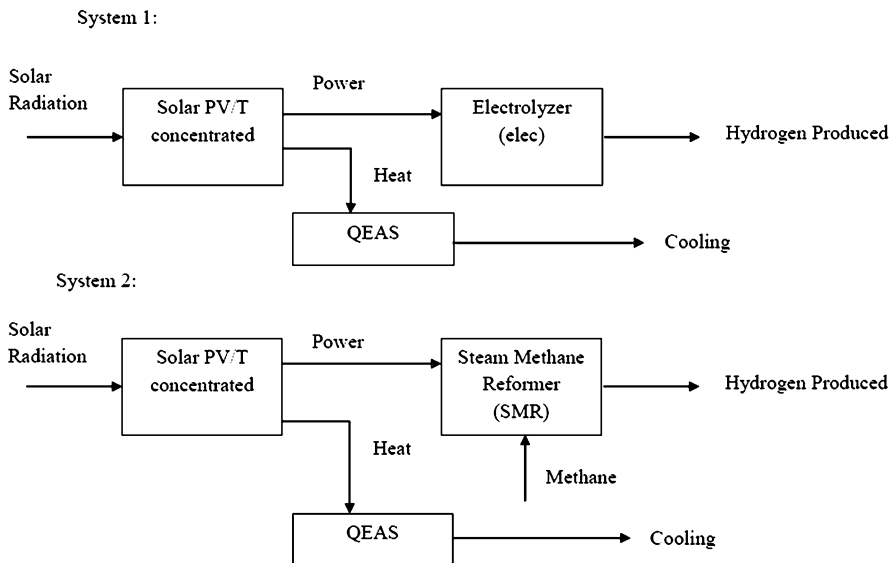 System 1:
Solar
Radiation
Solar PV/T
concentrated
Power
Electrolyzer
(elec)
Hydrogen Produced
Heat
QEAS
Cooling
System 2:
Solar
Radiation
Solar PV/T
concentrated
Power
Steam Methane
Reformer
(SMR)
Hydrogen Produced
Heat
Methane
QEAS
Cooling